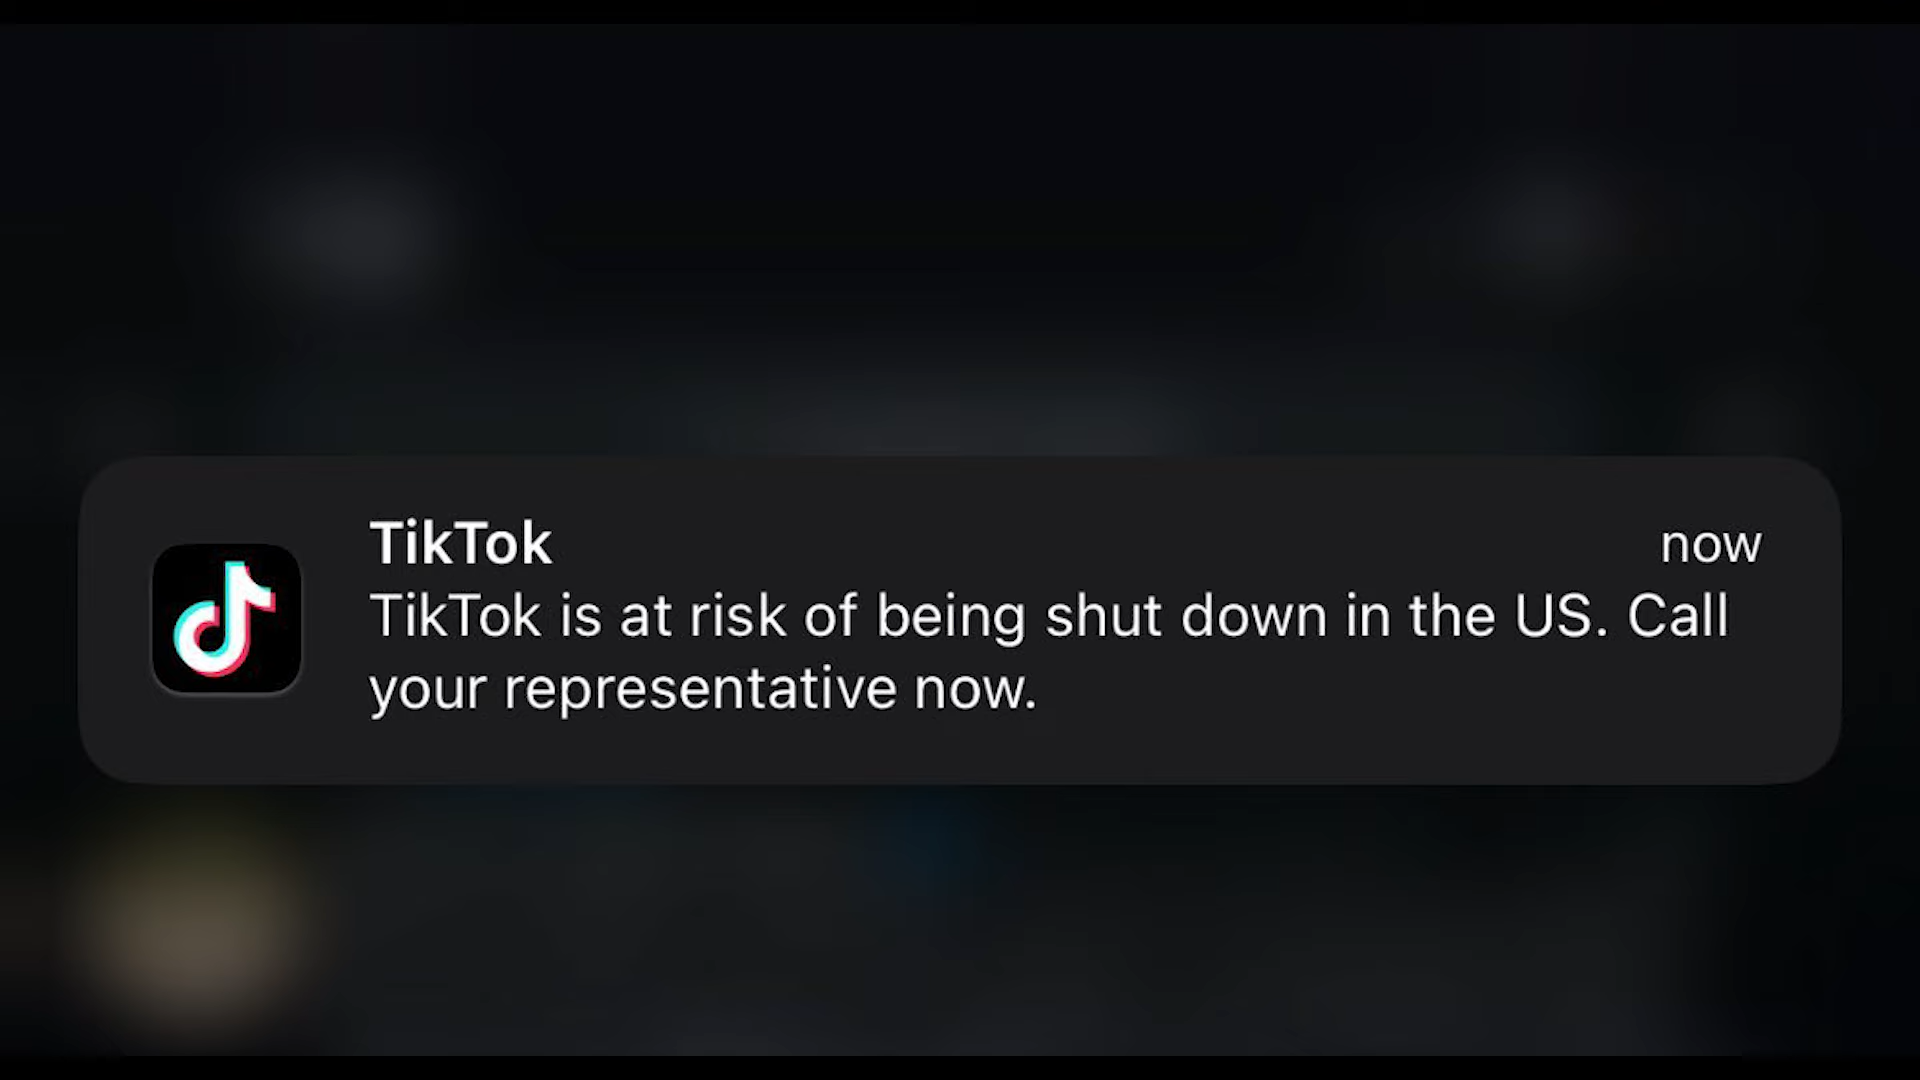 TikTok
now
TikTok is at risk of being shut down in the US. Call
your representative now.